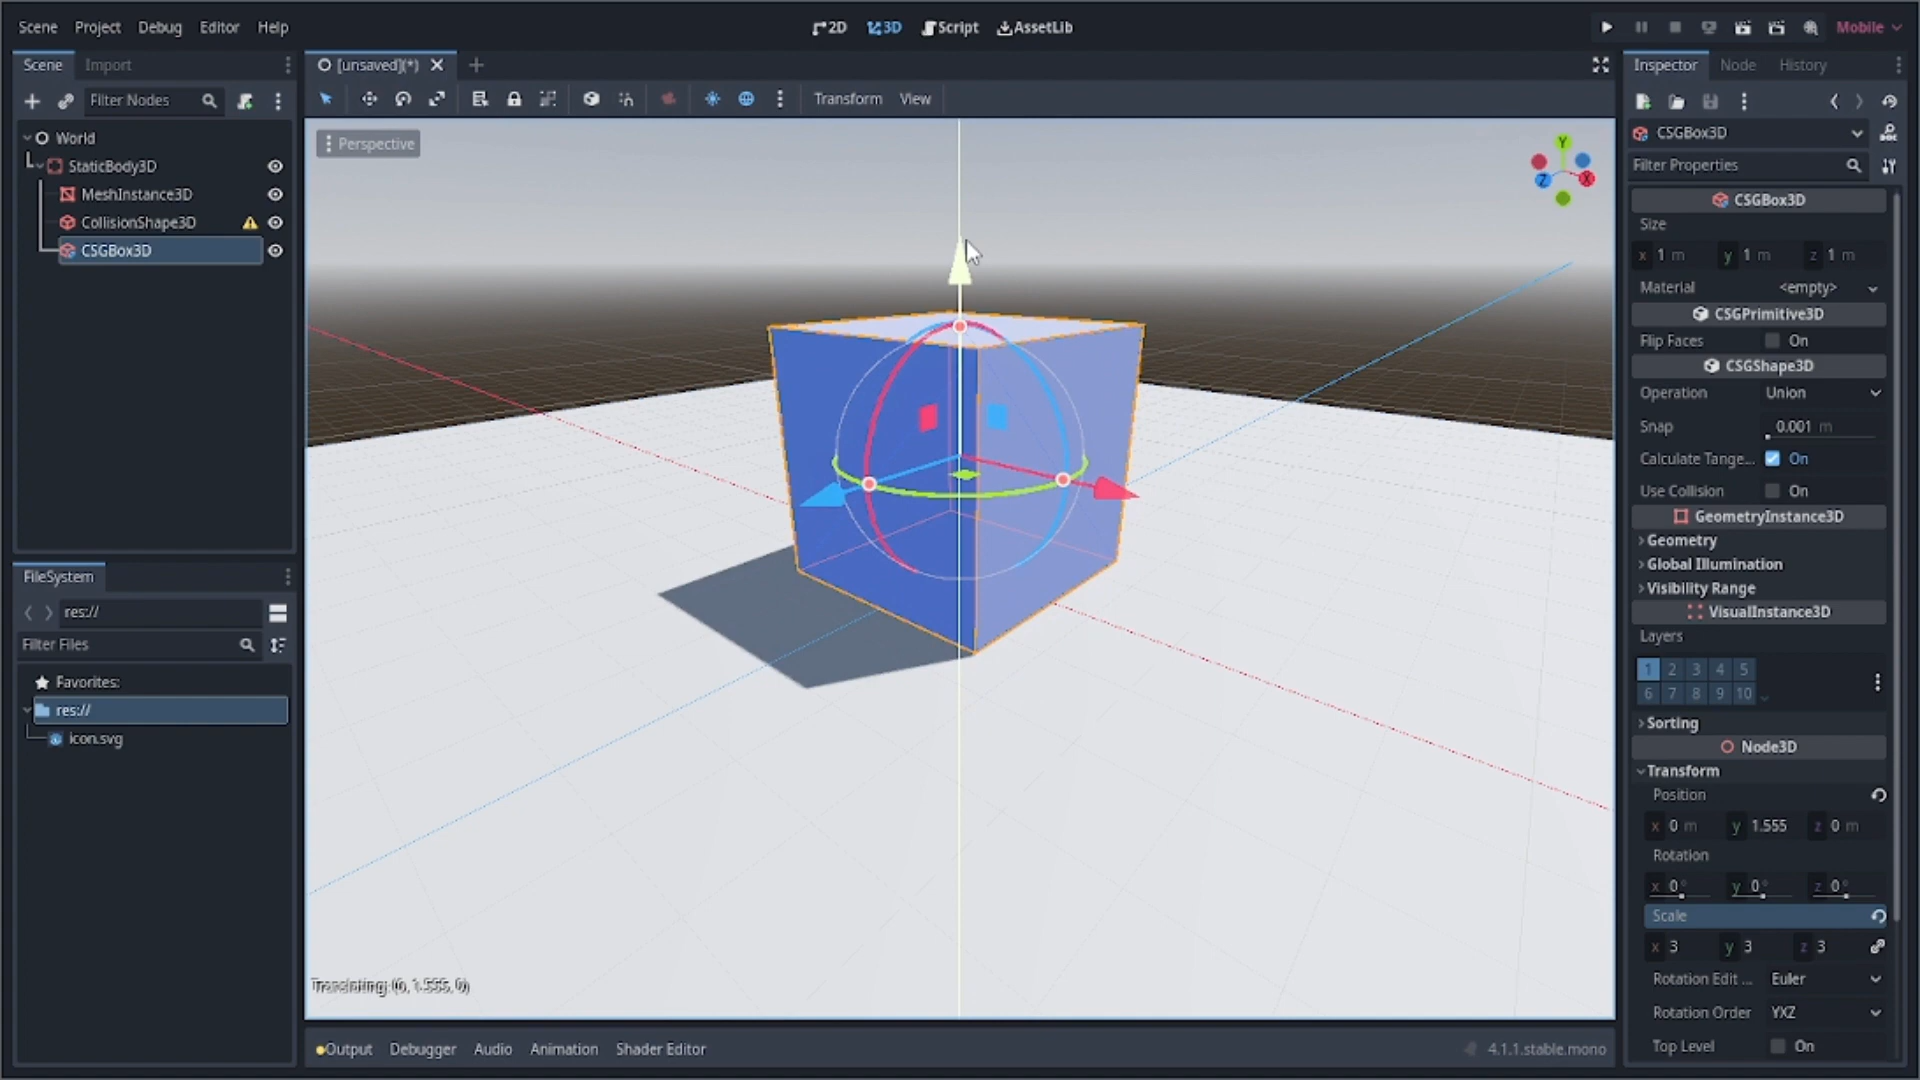 Scene Project Debug Editor Help
2D 3D Script AssetLib
Mobile
Scene Import
Filter Nodes
World
StaticBody3D
MeshInstance3D
CollisionShape3D
CSGBox3D
FileSystem
res://
Filter Files
Favorites:
res://
icon.svg
[unsaved](*)
Transform View
Perspective
Y
Z
X
Translating: (0, 1.555, 0)
Output Debugger Audio Animation Shader Editor
4.1.1.stable.mono
Inspector Node History
CSGBox3D
Filter Properties
CSGBox3D
Size
x 1 m y 1 m z 1 m
Material <empty>
CSGPrimitive3D
Flip Faces On
CSGShape3D
Operation Union
Snap 0.001 m
Calculate Tange... On
Use Collision On
GeometryInstance3D
Geometry
Global Illumination
Visibility Range
VisualInstance3D
Layers
1 2 3 4 5
6 7 8 9 10
Sorting
Node3D
Transform
Position
x 0 m y 1.555 z 0 m
Rotation
x 0° y 0° z 0°
Scale
x 3 y 3 z 3
Rotation Edit ... Euler
Rotation Order YXZ
Top Level On